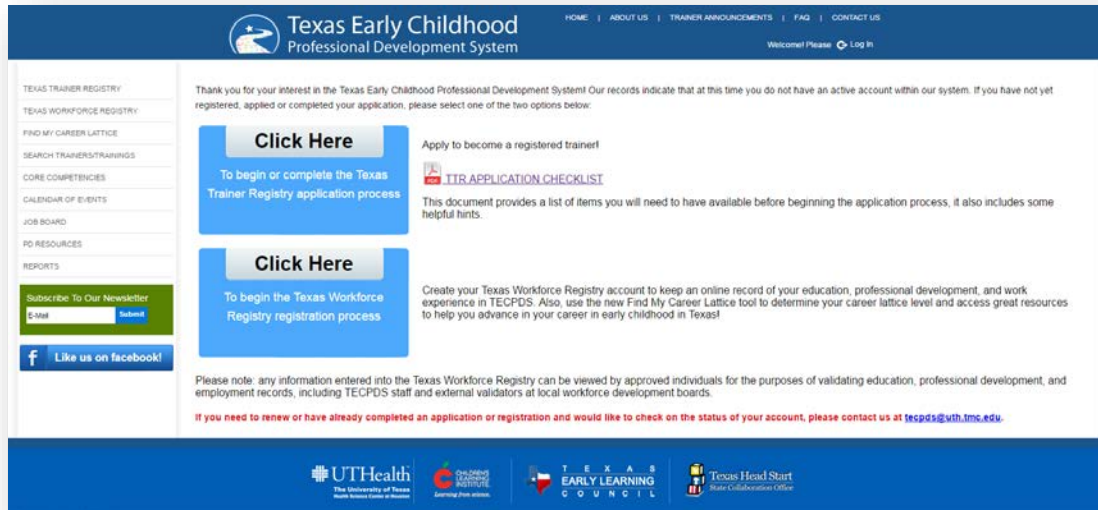 Texas Early Childhood
Professional Development System
HOME | ABOUT US | TRAINER ANNOUNCEMENTS | FAQ | CONTACT US
Welcome! Please Log In
TEXAS TRAINER REGISTRY
TEXAS WORKFORCE REGISTRY
FIND MY CAREER LATTICE
SEARCH TRAINERS/TRAININGS
CORE COMPETENCIES
CALENDAR OF EVENTS
JOB BOARD
PD RESOURCES
REPORTS
Subscribe To Our Newsletter
E-Mail Submit
f Like us on facebook!
Thank you for your interest in the Texas Early Childhood Professional Development System! Our records indicate that at this time you do not have an active account within our system. If you have not yet
registered, applied or completed your application, please select one of the two options below:
Click Here
To begin or complete the Texas
Trainer Registry application process
Apply to become a registered trainer!
PDF TTR APPLICATION CHECKLIST
This document provides a list of items you will need to have available before beginning the application process, it also includes some
helpful hints.
Click Here
To begin the Texas Workforce
Registry registration process
Create your Texas Workforce Registry account to keep an online record of your education, professional development, and work
experience in TECPDS. Also, use the new Find My Career Lattice tool to determine your career lattice level and access great resources
to help you advance in your career in early childhood in Texas!
Please note: any information entered into the Texas Workforce Registry can be viewed by approved individuals for the purposes of validating education, professional development, and
employment records, including TECPDS staff and external validators at local workforce development boards.
If you need to renew or have already completed an application or registration and would like to check on the status of your account, please contact us at tecpds@uth.tmc.edu.
UTHealth
The University of Texas
Health Science Center at Houston
CHILDREN'S
LEARNING
INSTITUTE
Learning from science.
TEXAS
EARLY LEARNING
COUNCIL
Texas Head Start
State Collaboration Office